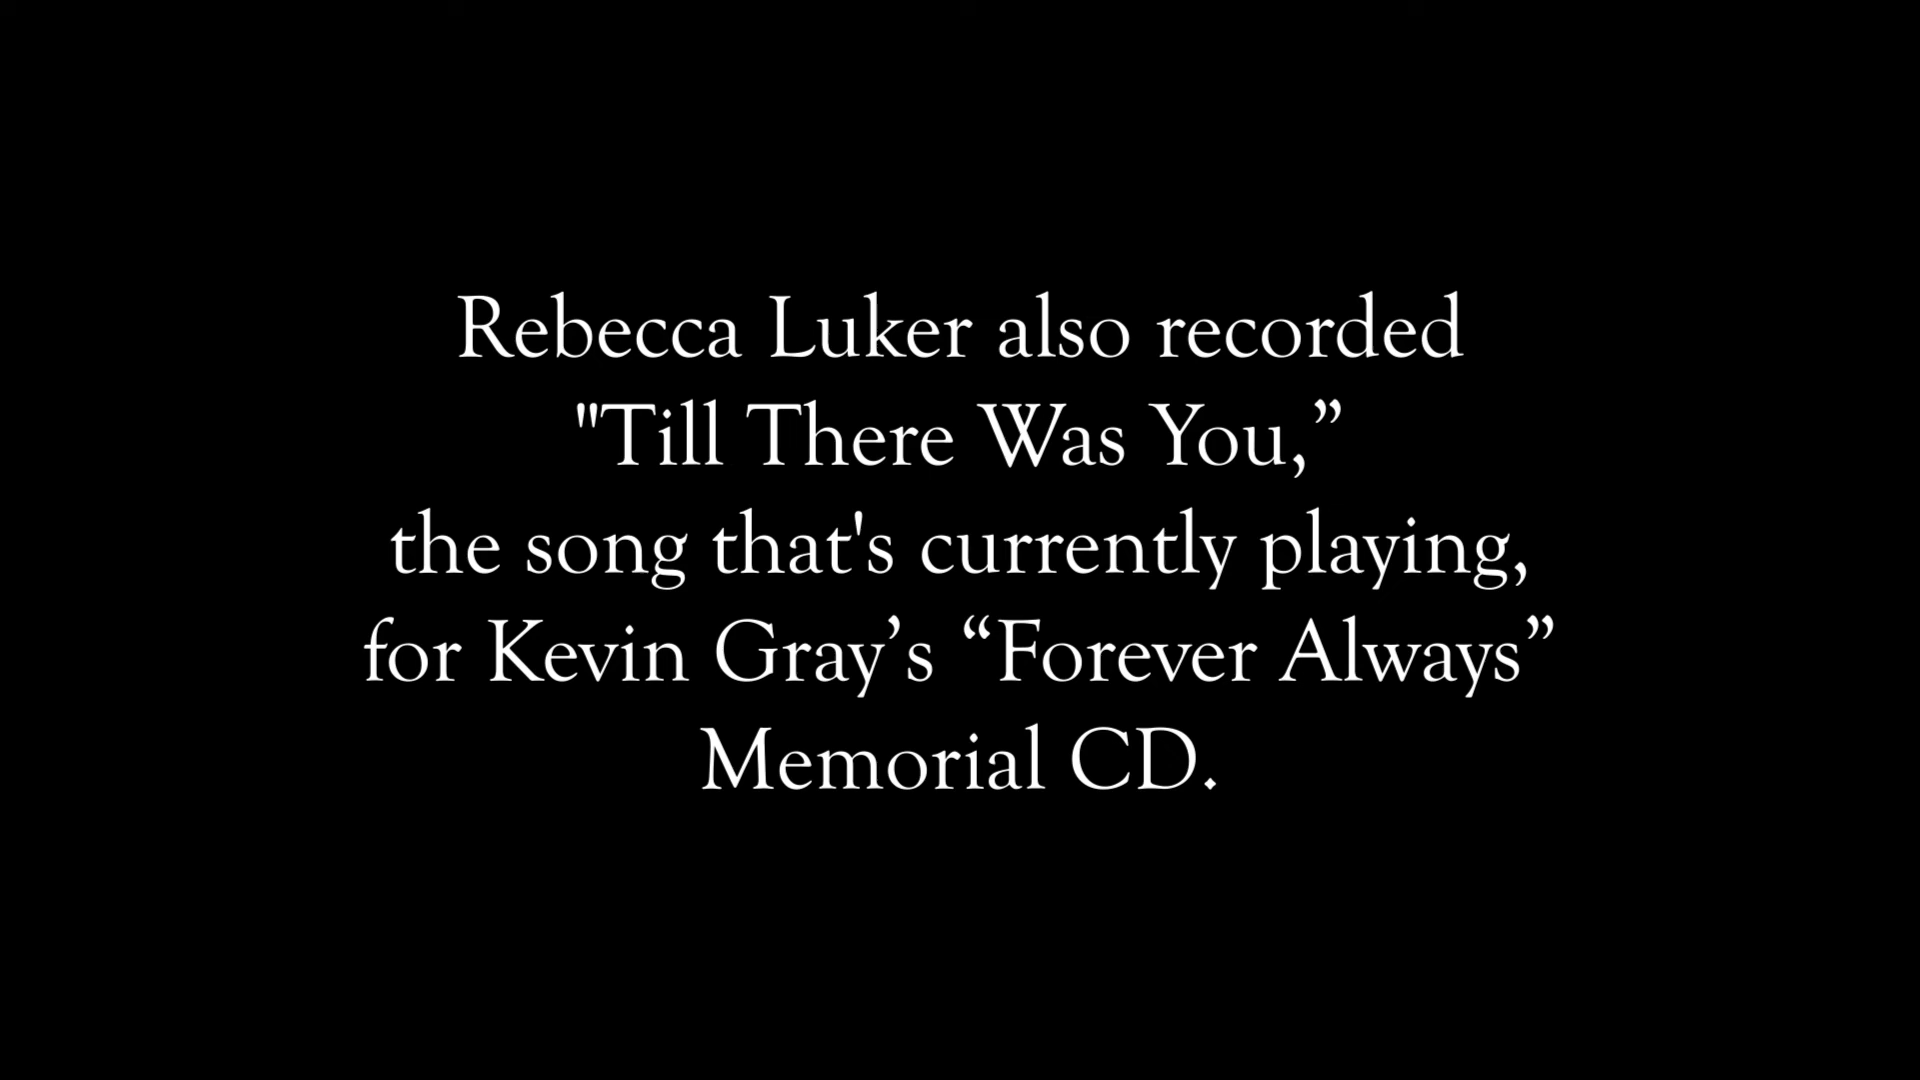 Rebecca Luker also recorded
"Till There Was You,”
the song that's currently playing,
for Kevin Gray’s “Forever Always”
Memorial CD.